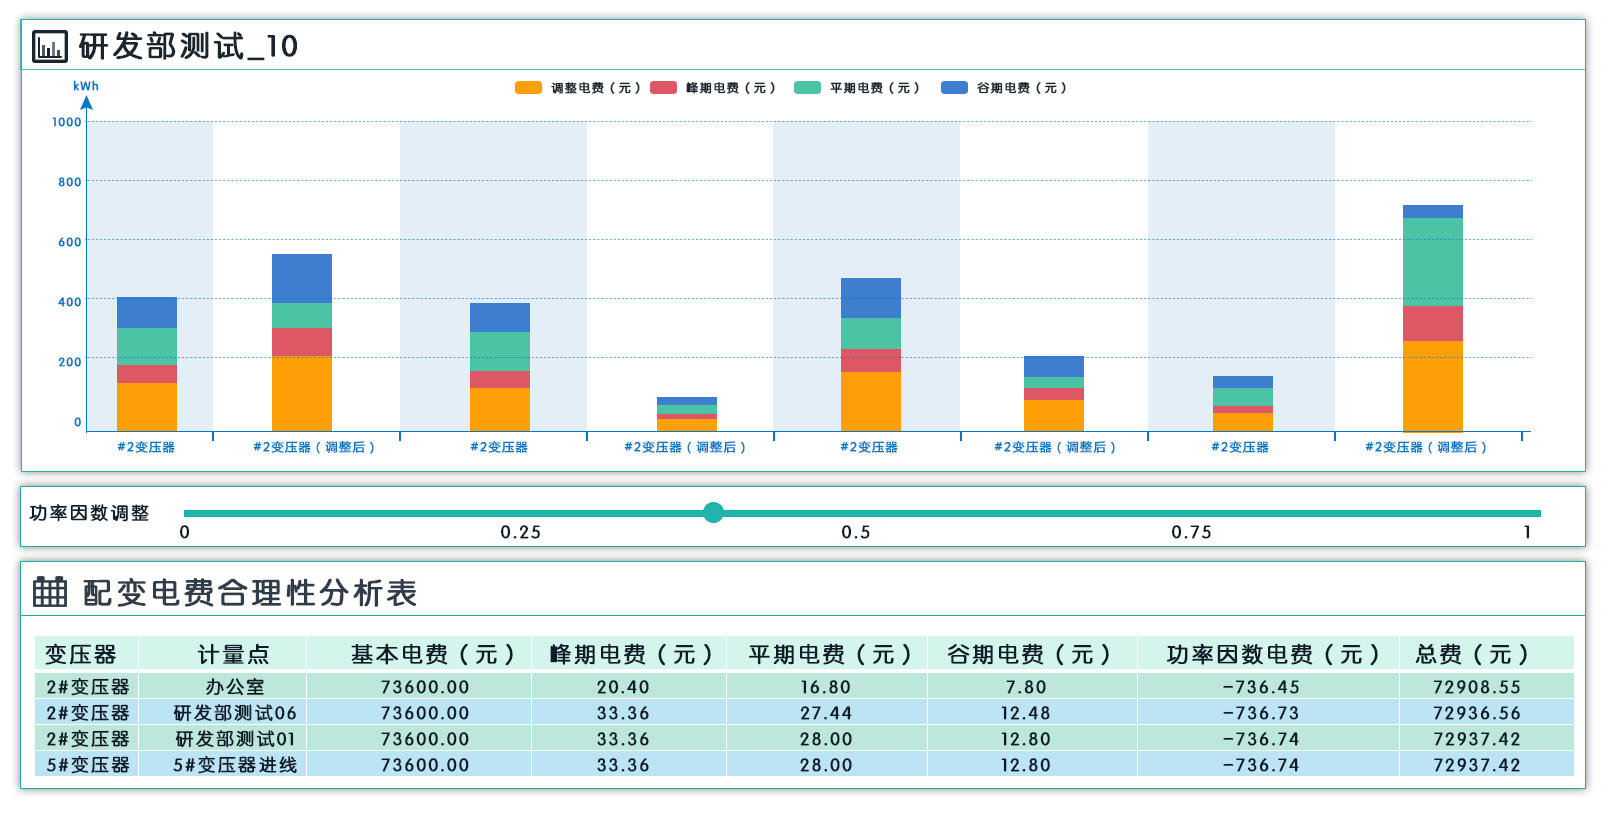 研发部测试_10
kWh
调整电费（元） 峰期电费（元） 平期电费（元） 谷期电费（元）
1000
800
600
400
200
0
#2变压器 #2变压器（调整后） #2变压器 #2变压器（调整后） #2变压器 #2变压器（调整后） #2变压器 #2变压器（调整后）
功率因数调整
0 0.25 0.5 0.75 1
配变电费合理性分析表
变压器 计量点 基本电费（元） 峰期电费（元） 平期电费（元） 谷期电费（元） 功率因数电费（元） 总费（元）
2#变压器 办公室 73600.00 20.40 16.80 7.80 -736.45 72908.55
2#变压器 研发部测试06 73600.00 33.36 27.44 12.48 -736.73 72936.56
2#变压器 研发部测试01 73600.00 33.36 28.00 12.80 -736.74 72937.42
5#变压器 5#变压器进线 73600.00 33.36 28.00 12.80 -736.74 72937.42